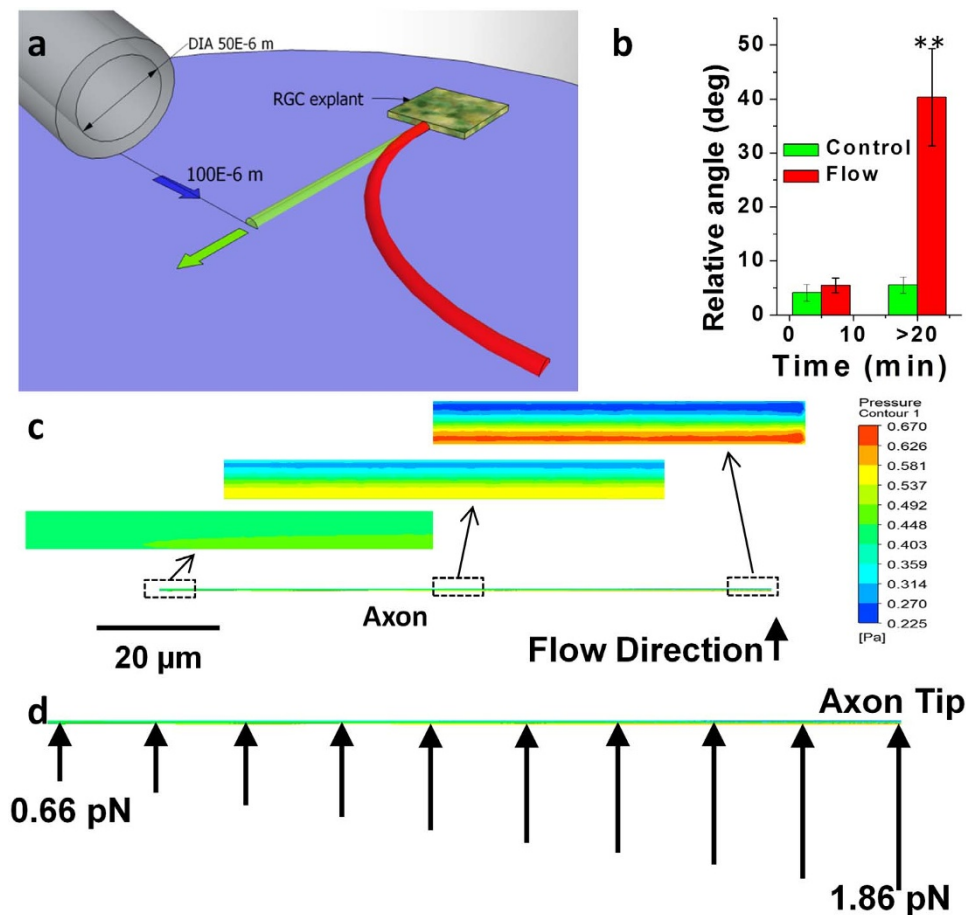 a
DIA 50E-6 m
RGC explant
100E-6 m
b
Relative angle (deg)
50
40
30
20
10
0
**
Control
Flow
0
10
>20
Time (min)
c
Axon
20 µm
Flow Direction
Pressure
Contour 1
0.670
0.626
0.581
0.537
0.492
0.448
0.403
0.359
0.314
0.270
0.225
[Pa]
d
Axon Tip
0.66 pN
1.86 pN